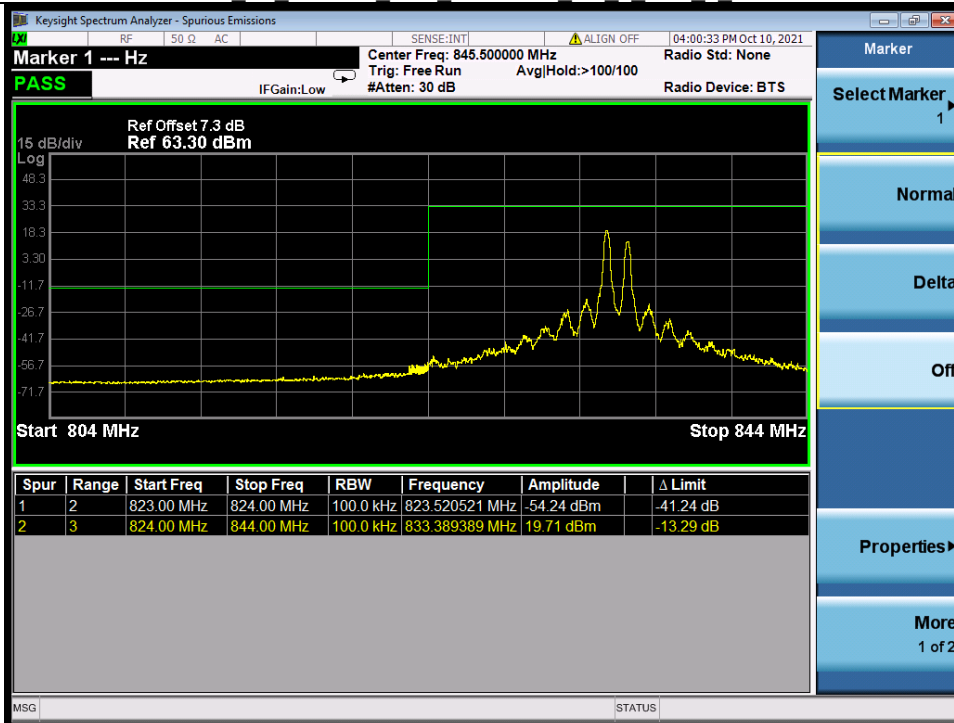 Keysight Spectrum Analyzer - Spurious Emissions
LXI RF 50 Ω AC SENSE:INT ALIGN OFF 04:00:33 PM Oct 10, 2021
Marker 1 --- Hz Center Freq: 845.500000 MHz Radio Std: None
Trig: Free Run Avg|Hold:>100/100
PASS IFGain:Low #Atten: 30 dB Radio Device: BTS
Ref Offset 7.3 dB
15 dB/div Ref 63.30 dBm
Log
48.3
33.3
18.3
3.30
-11.7
-26.7
-41.7
-56.7
-71.7
Start 804 MHz Stop 844 MHz
Spur Range Start Freq Stop Freq RBW Frequency Amplitude Δ Limit
1 2 823.00 MHz 824.00 MHz 100.0 kHz 823.520521 MHz -54.24 dBm -41.24 dB
2 3 824.00 MHz 844.00 MHz 100.0 kHz 833.389389 MHz 19.71 dBm -13.29 dB
MSG STATUS
Marker
Select Marker
1
Normal
Delta
Off
Properties
More
1 of 2